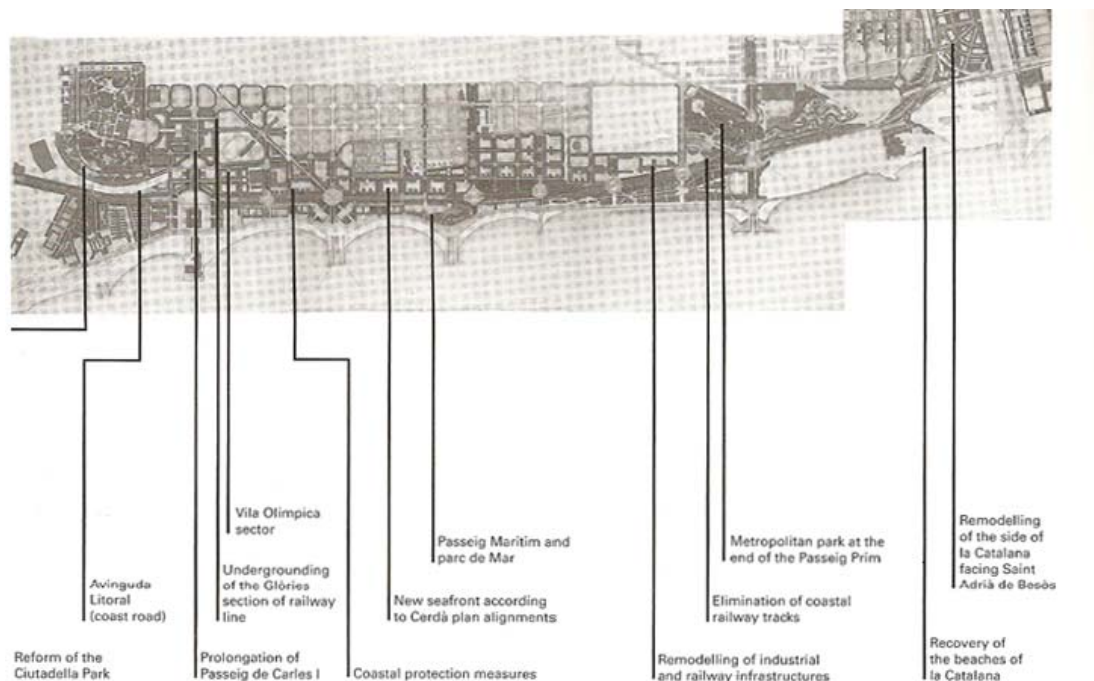 Vila Olimpica
sector
Passeig Maritim and
parc de Mar
Metropolitan park at the
end of the Passeig Prim
Remodelling
of the side of
la Catalana
facing Saint
Adrià de Besòs
Avinguda
Litoral
(coast road)
Undergrounding
of the Glòries
section of railway
line
New seafront according
to Cerdà plan alignments
Elimination of coastal
railway tracks
Reform of the
Ciutadella Park
Prolongation of
Passeig de Carles I
Coastal protection measures
Remodelling of industrial
and railway infrastructures
Recovery of
the beaches of
la Catalana